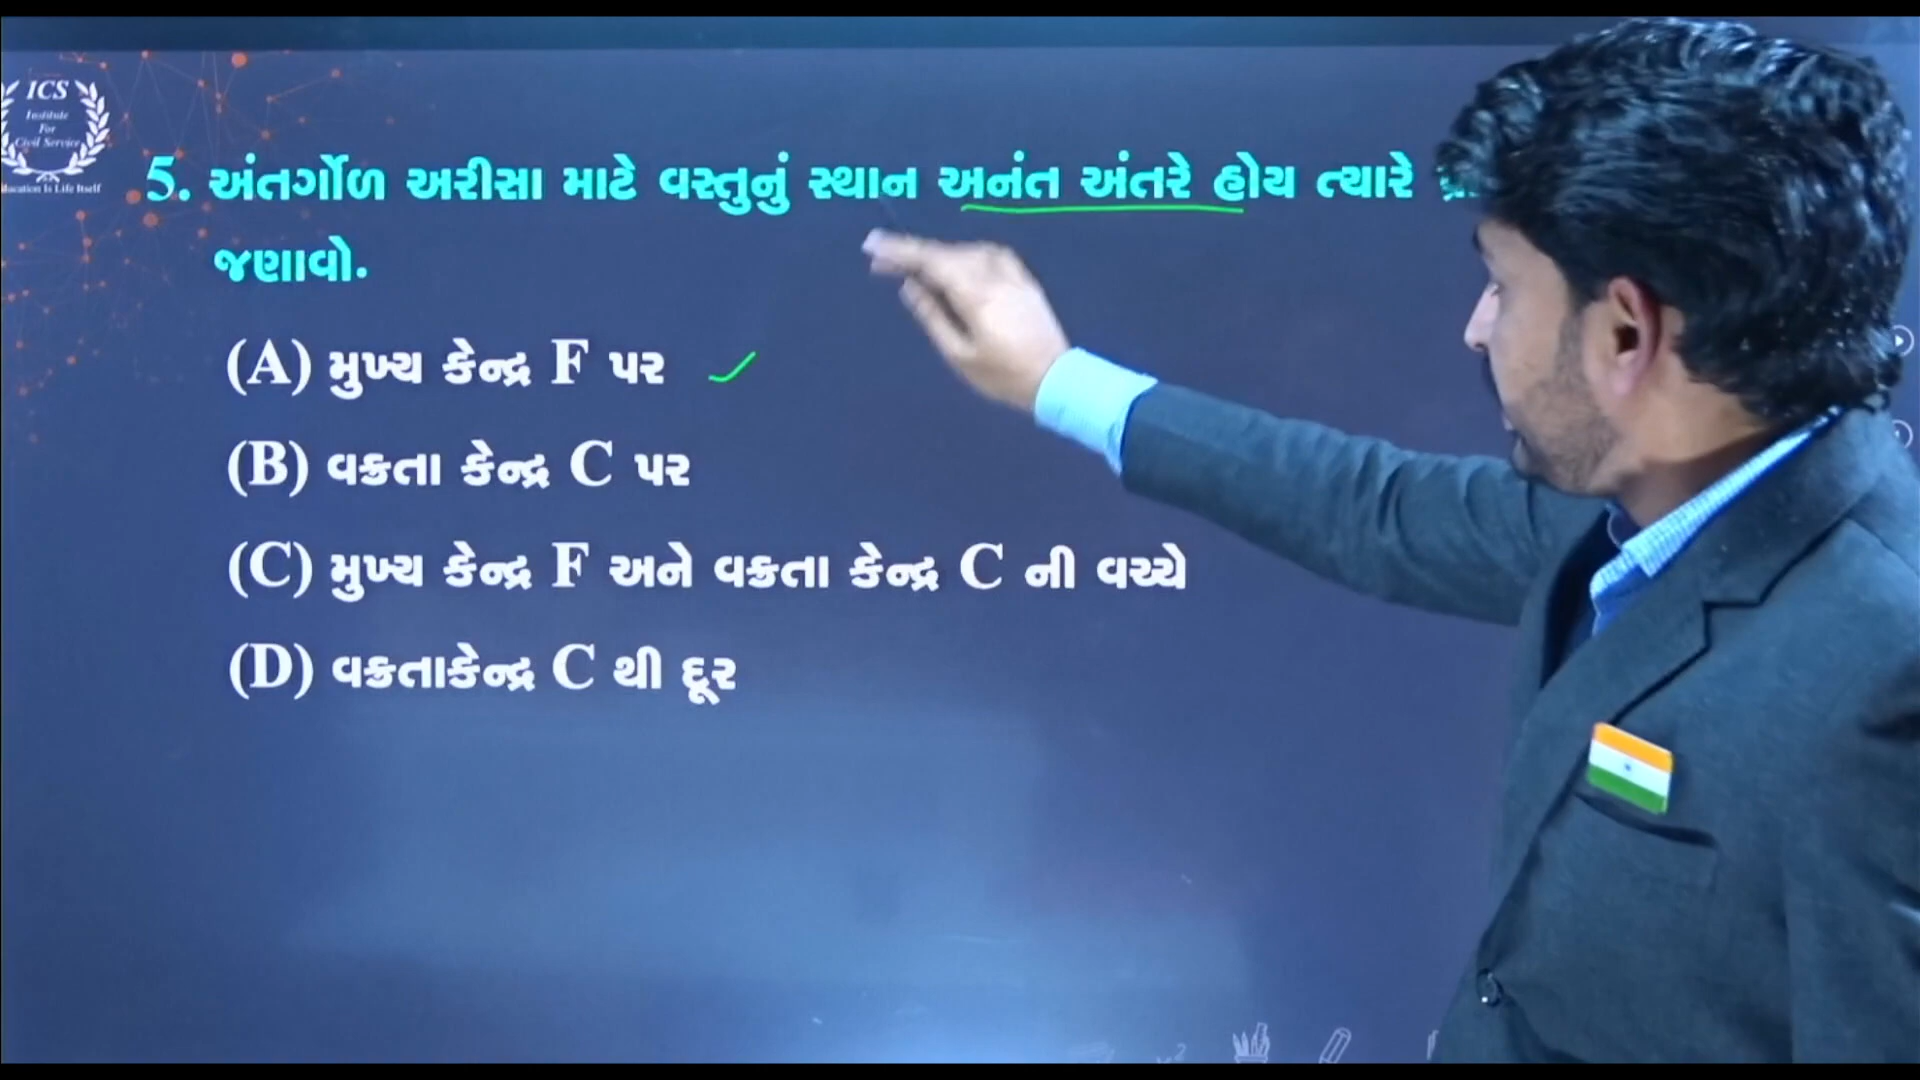 ICS
Institute
For
Civil Service
Education Is Life Itself
5. અંતર્ગોળ અરીસા માટે વસ્તુનું સ્થાન અનંત અંતરે હોય ત્યારે
જણાવો.
(A) મુખ્ય કેન્દ્ર F પર
(B) વક્રતા કેન્દ્ર C પર
(C) મુખ્ય કેન્દ્ર F અને વક્રતા કેન્દ્ર C ની વચ્ચે
(D) વક્રતાકેન્દ્ર C થી દૂર